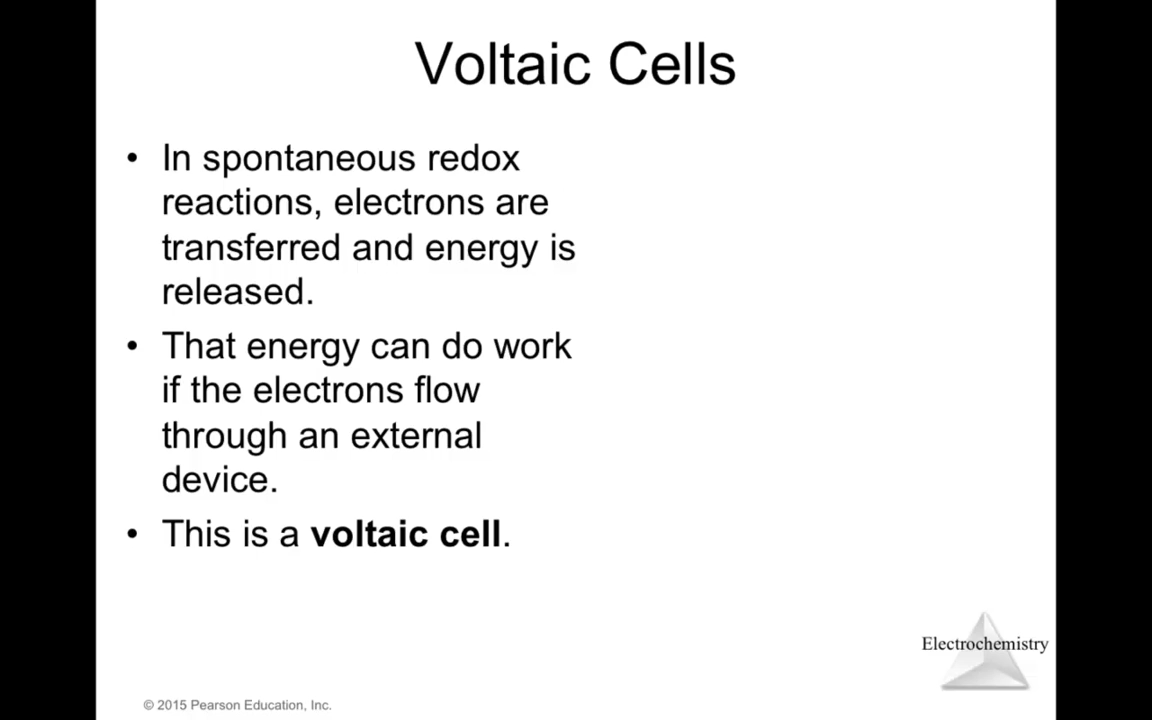 Voltaic Cells
• In spontaneous redox
reactions, electrons are
transferred and energy is
released.
• That energy can do work
if the electrons flow
through an external
device.
• This is a voltaic cell.
Electrochemistry
© 2015 Pearson Education, Inc.